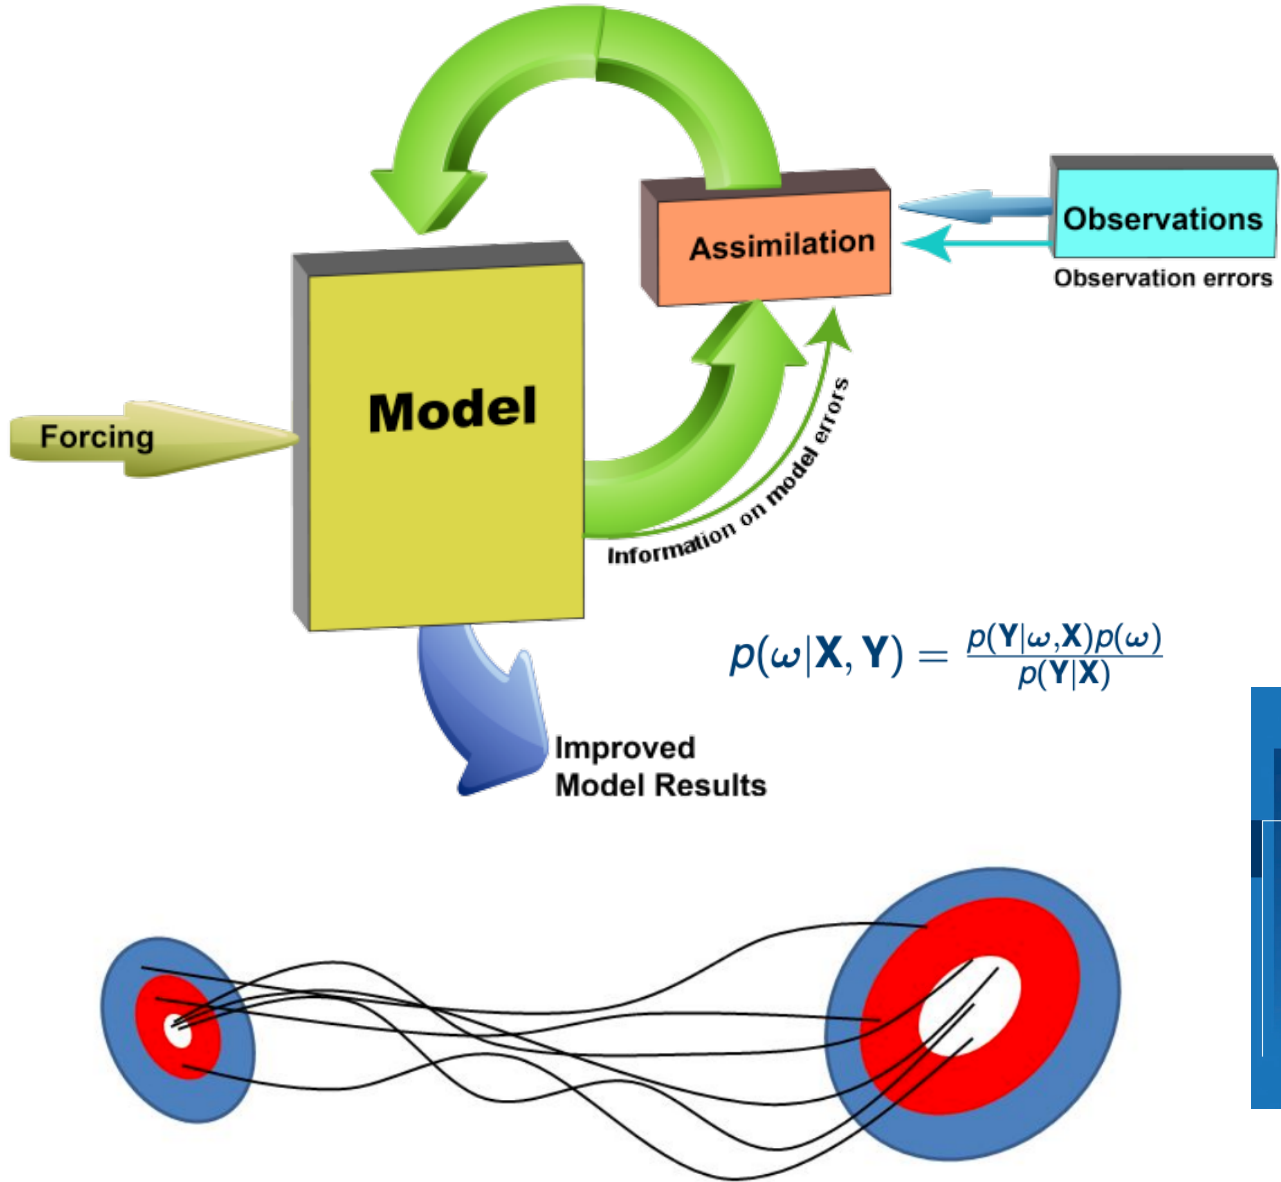 Assimilation
Observations
Observation errors
Model
Forcing
Information on model errors
p(ω|X, Y) = p(Y|ω,X)p(ω) / p(Y|X)
Improved
Model Results